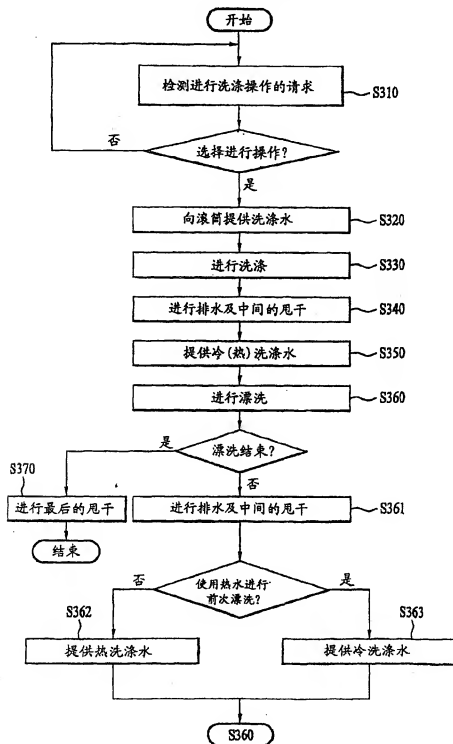 开始
检测进行洗涤操作的请求
S310
否
选择进行操作?
是
向滚筒提供洗涤水
S320
进行洗涤
S330
进行排水及中间的甩干
S340
提供冷(热)洗涤水
S350
进行漂洗
S360
是
漂洗结束?
S370
否
进行最后的甩干
进行排水及中间的甩干
S361
结束
否
使用热水进行
前次漂洗?
是
S362
S363
提供热洗涤水
提供冷洗涤水
S360